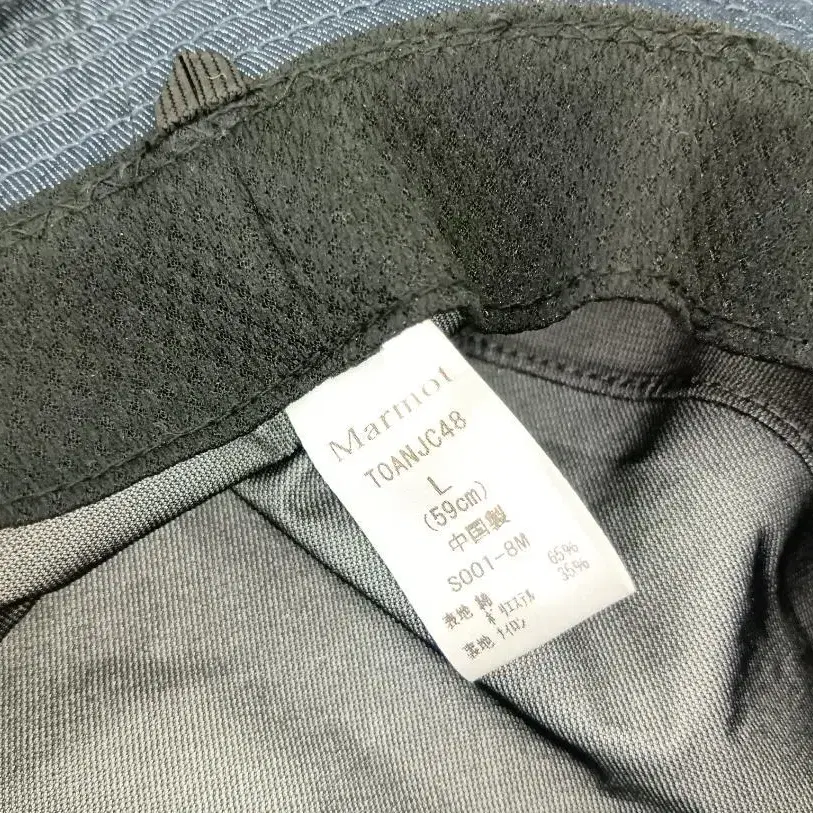 Marmot
TOANJC48
L
(59cm)
中国製
S001-8M
表地 綿 65%
ポリエステル 35%
裏地 ナイロン